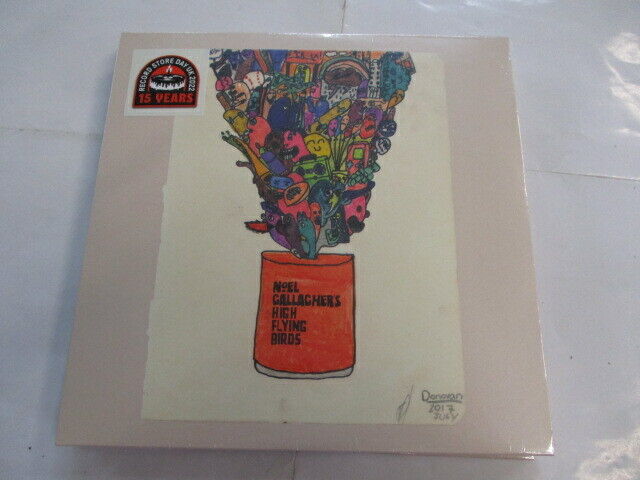 RECORD STORE DAY UK 2022
15 YEARS
NOEL
GALLAGHER'S
HIGH
FLYING
BIRDS
Donovan
2017
JULY